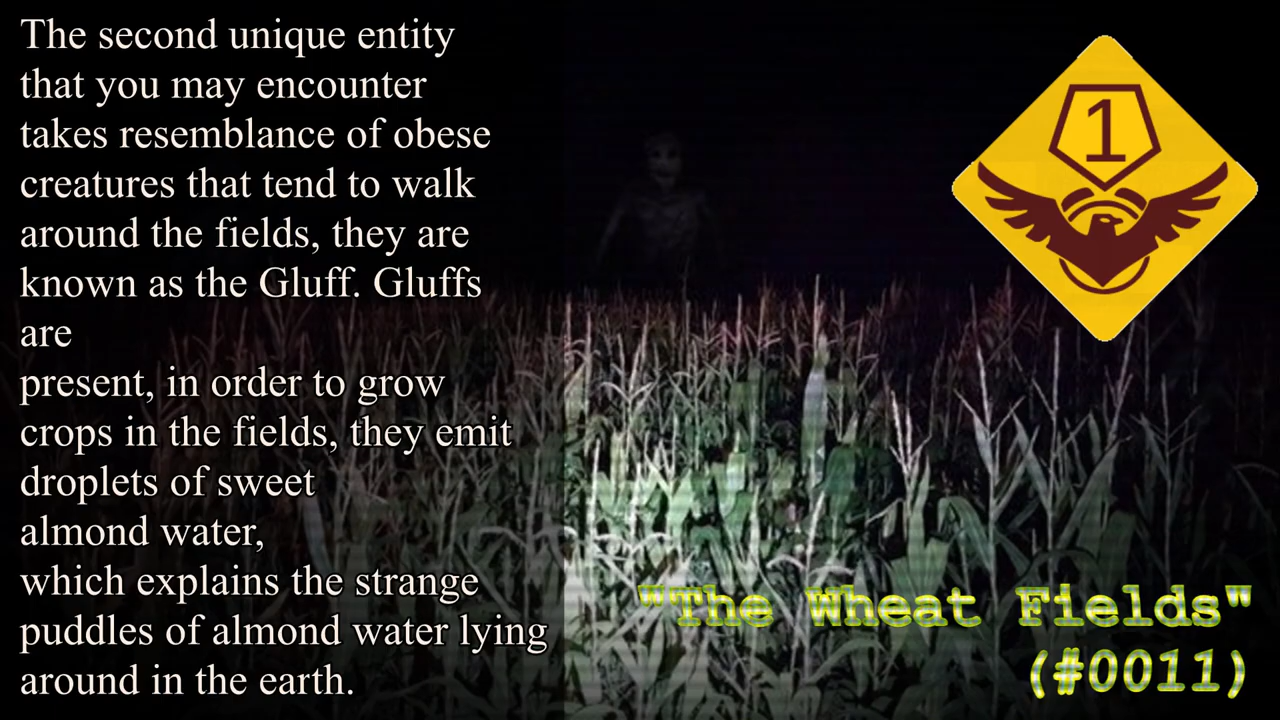 The second unique entity
that you may encounter
takes resemblance of obese
creatures that tend to walk
around the fields, they are
known as the Gluff. Gluffs
are
present, in order to grow
crops in the fields, they emit
droplets of sweet
almond water,
which explains the strange
puddles of almond water lying
around in the earth.
1
"The Wheat Fields"
(#0011)